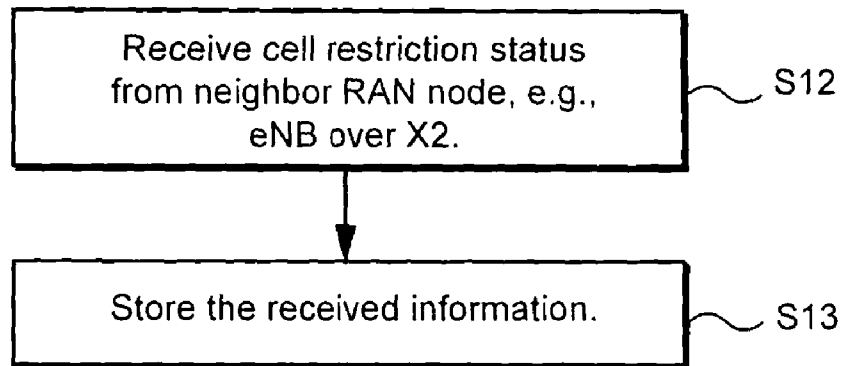 Receive cell restriction status
from neighbor RAN node, e.g.,
eNB over X2.
S12
Store the received information.
S13